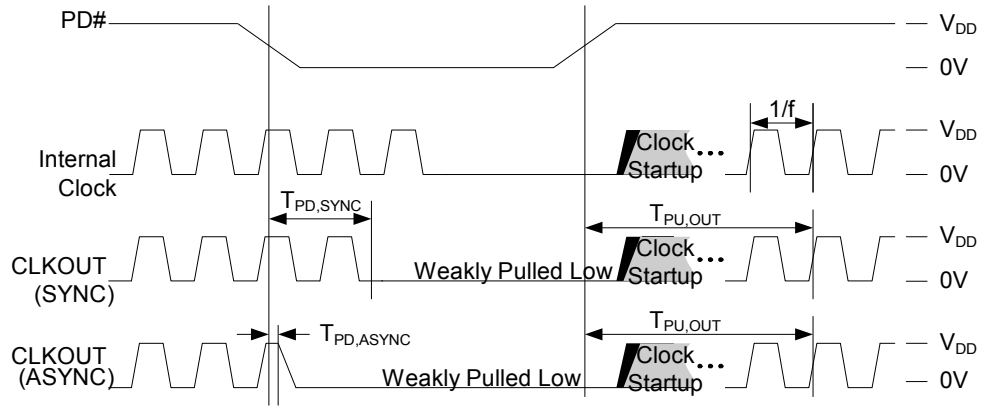 PD#
V_DD
0V
1/f
Internal
Clock
Clock
Startup
...
V_DD
0V
T_PD,SYNC
T_PU,OUT
CLKOUT
(SYNC)
Weakly Pulled Low
Clock
Startup
...
V_DD
0V
T_PD,ASYNC
T_PU,OUT
CLKOUT
(ASYNC)
Weakly Pulled Low
Clock
Startup
...
V_DD
0V